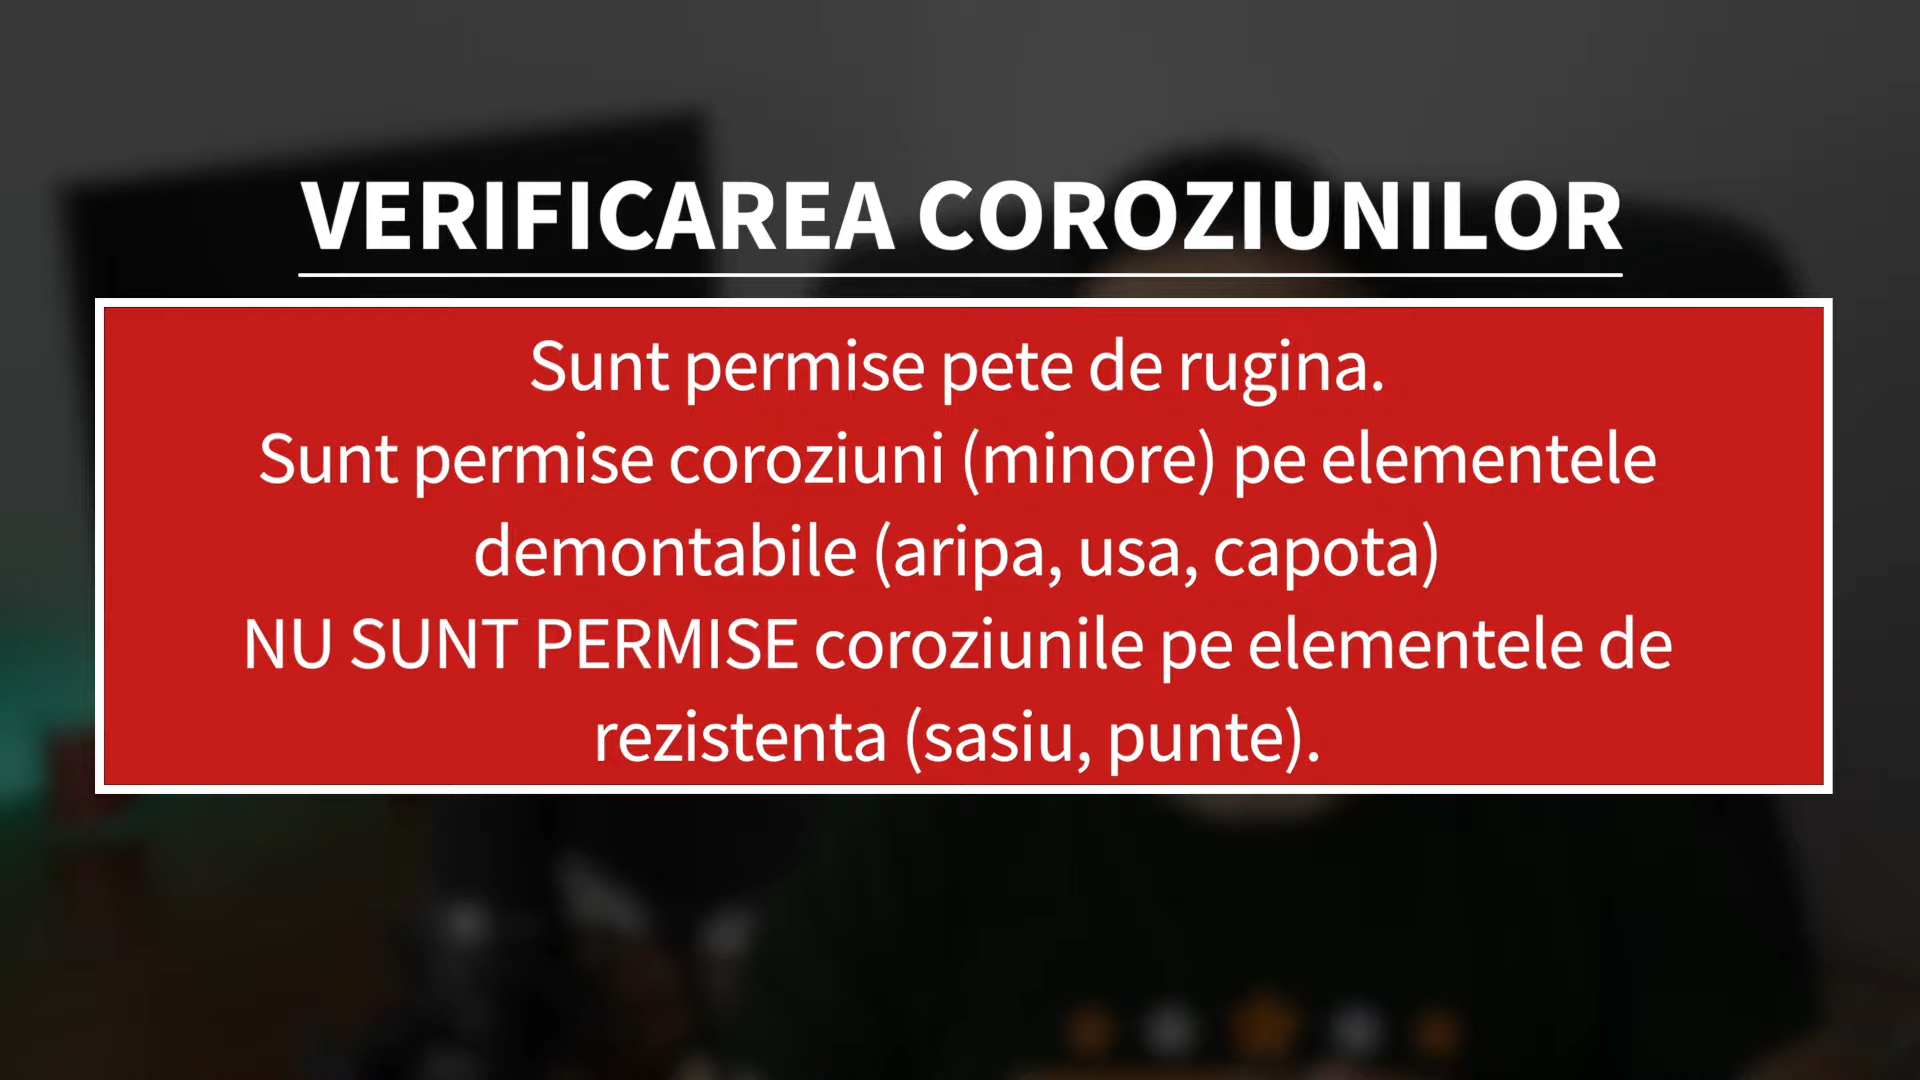 VERIFICAREA COROZIUNILOR
Sunt permise pete de rugina.
Sunt permise coroziuni (minore) pe elementele
demontabile (aripa, usa, capota)
NU SUNT PERMISE coroziunile pe elementele de
rezistenta (sasiu, punte).